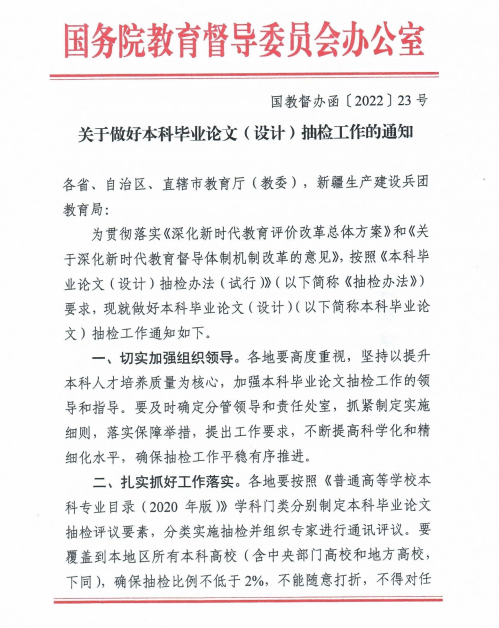 国务院教育督导委员会办公室
国教督办函〔2022〕23 号
关于做好本科毕业论文（设计）抽检工作的通知
各省、自治区、直辖市教育厅（教委），新疆生产建设兵团
教育局：
为贯彻落实《深化新时代教育评价改革总体方案》和《关
于深化新时代教育督导体制机制改革的意见》，按照《本科毕
业论文（设计）抽检办法（试行）》（以下简称《抽检办法》）
要求，现就做好本科毕业论文（设计）（以下简称本科毕业论
文）抽检工作通知如下。
一、切实加强组织领导。各地要高度重视，坚持以提升
本科人才培养质量为核心，加强本科毕业论文抽检工作的领
导和指导。要及时确定分管领导和责任处室，抓紧制定实施
细则，落实保障举措，提出工作要求，不断提高科学化和精
细化水平，确保抽检工作平稳有序推进。
二、扎实抓好工作落实。各地要按照《普通高等学校本
科专业目录（2020 年版）》学科门类分别制定本科毕业论文
抽检评议要素，分类实施抽检并组织专家进行通讯评议。要
覆盖到本地区所有本科高校（含中央部门高校和地方高校，
下同），确保抽检比例不低于 2%，不能随意打折，不得对任